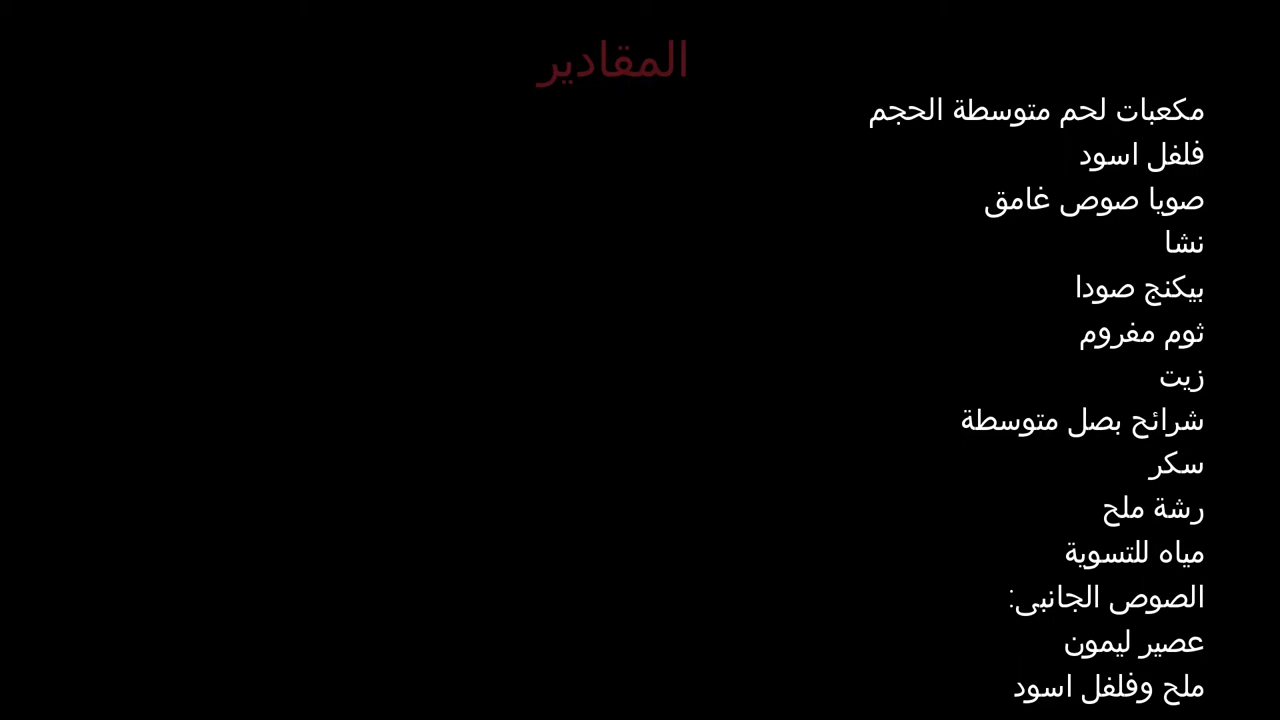 المقادير
مكعبات لحم متوسطة الحجم
فلفل اسود
صويا صوص غامق
نشا
بيكنج صودا
ثوم مفروم
زيت
شرائح بصل متوسطة
سكر
رشة ملح
مياه للتسوية
الصوص الجانبى:
عصير ليمون
ملح وفلفل اسود